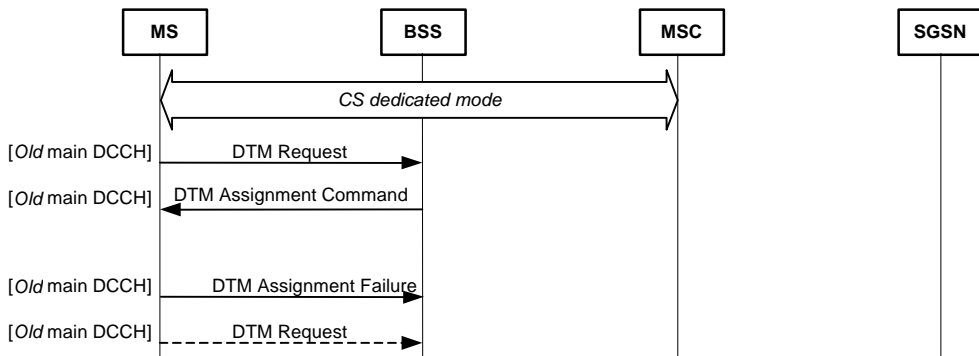 MS BSS MSC SGSN
CS dedicated mode
[Old main DCCH] DTM Request
[Old main DCCH] DTM Assignment Command
[Old main DCCH] DTM Assignment Failure
[Old main DCCH] DTM Request